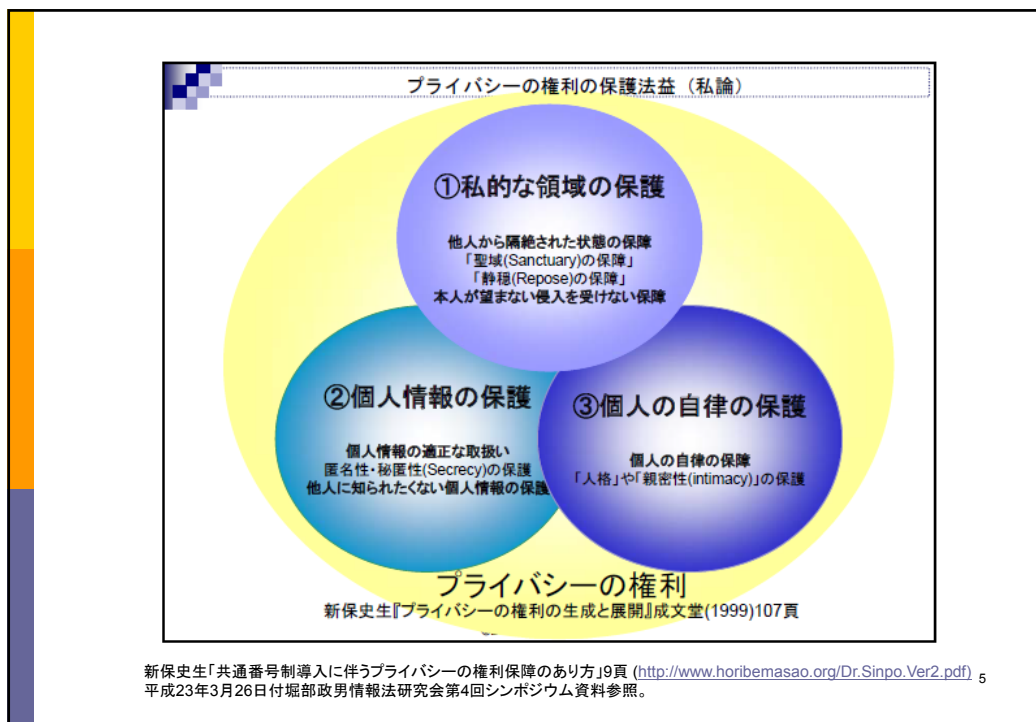 プライバシーの権利の保護法益（私論）
①私的な領域の保護
他人から隔絶された状態の保障
「聖域(Sanctuary)の保障」
「静穏(Repose)の保障」
本人が望まない侵入を受けない保障
②個人情報の保護
個人情報の適正な取扱い
匿名性・秘匿性(Secrecy)の保護
他人に知られたくない個人情報の保護
③個人の自律の保護
個人の自律の保障
「人格」や「親密性(intimacy)」の保護
プライバシーの権利
新保史生『プライバシーの権利の生成と展開』成文堂(1999)107頁
新保史生「共通番号制導入に伴うプライバシーの権利保障のあり方」9頁 (http://www.horibemasao.org/Dr.Sinpo.Ver2.pdf)
平成23年3月26日付堀部政男情報法研究会第4回シンポジウム資料参照。
5